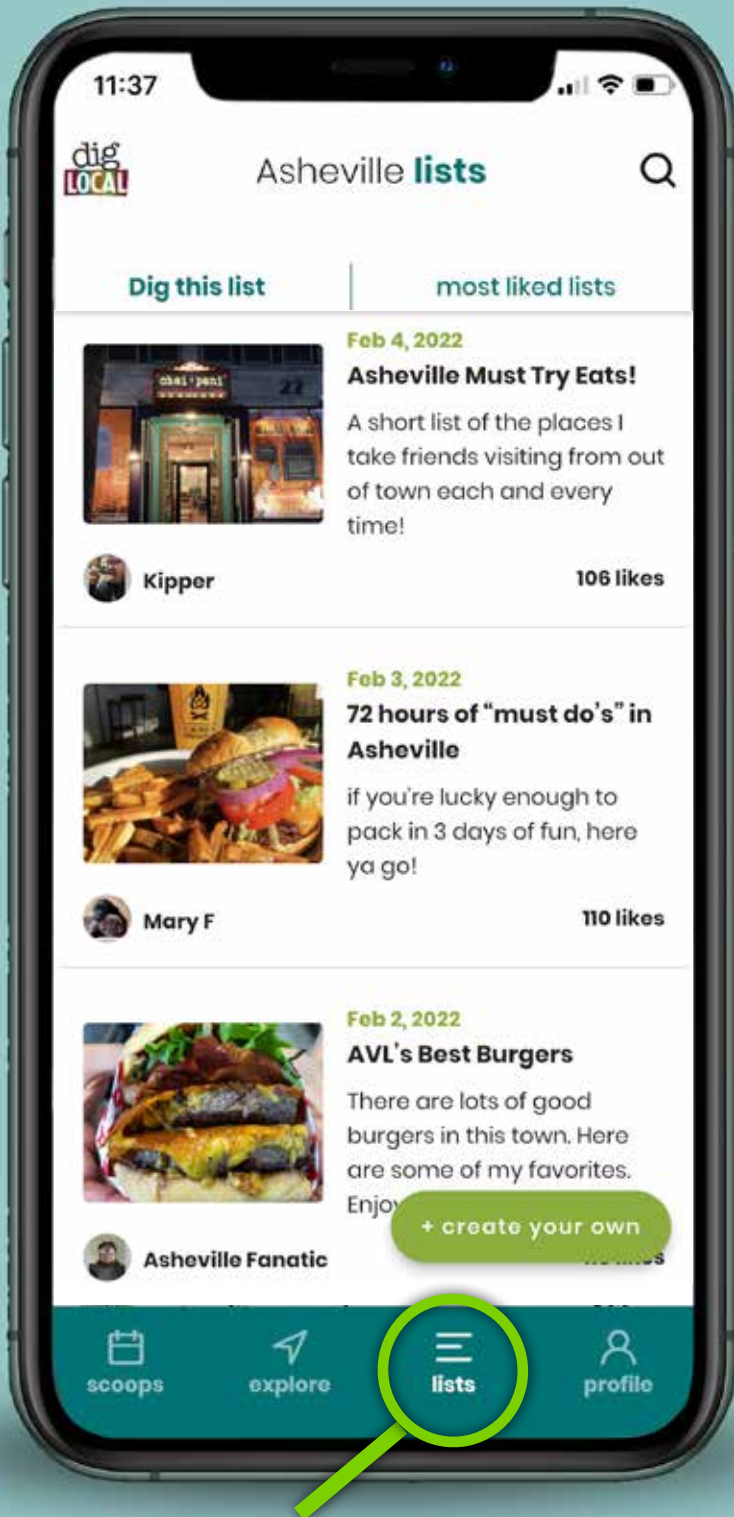 11:37
dig
LOCAL
Asheville lists
Dig this list
most liked lists
chai・pani
22
Feb 4, 2022
Asheville Must Try Eats!
A short list of the places I
take friends visiting from out
of town each and every
time!
Kipper
106 likes
Feb 3, 2022
72 hours of “must do’s” in
Asheville
if you're lucky enough to
pack in 3 days of fun, here
ya go!
Mary F
110 likes
Feb 2, 2022
AVL's Best Burgers
There are lots of good
burgers in this town. Here
are some of my favorites.
+ create your own
Asheville Fanatic
scoops
explore
lists
profile